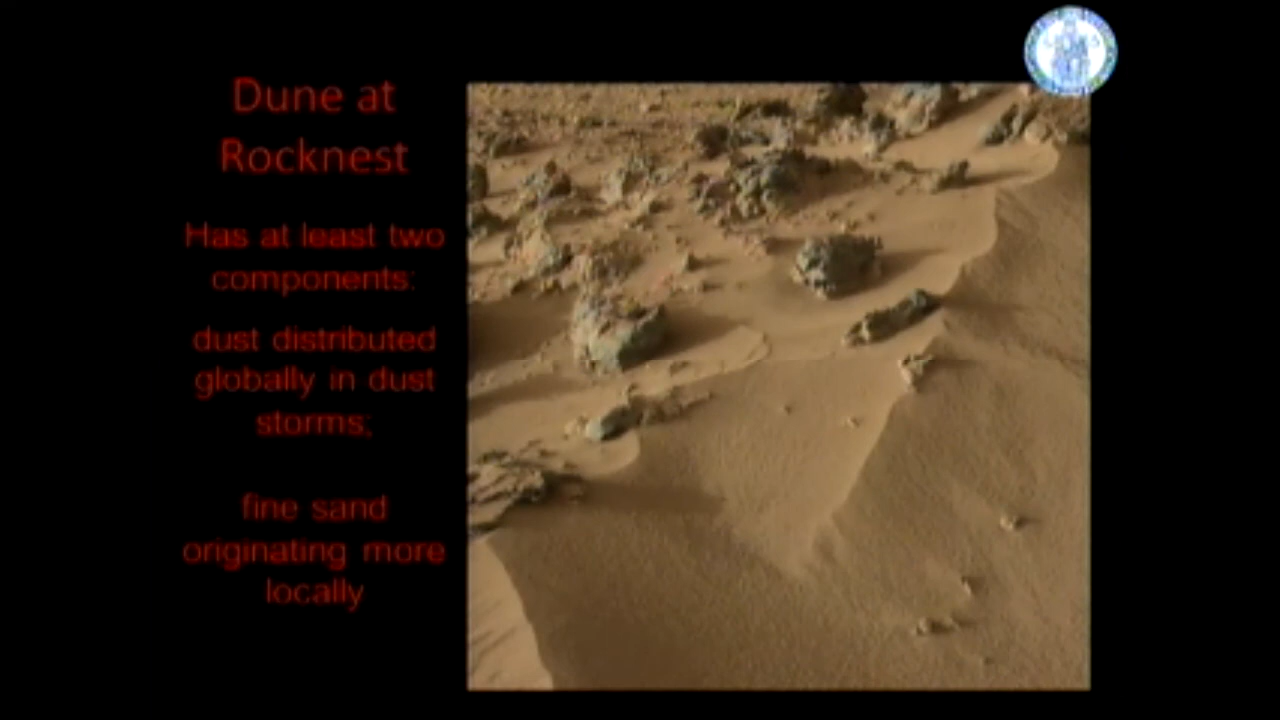 Dune at
Rocknest
Has at least two
components:
dust distributed
globally in dust
storms;
fine sand
originating more
locally